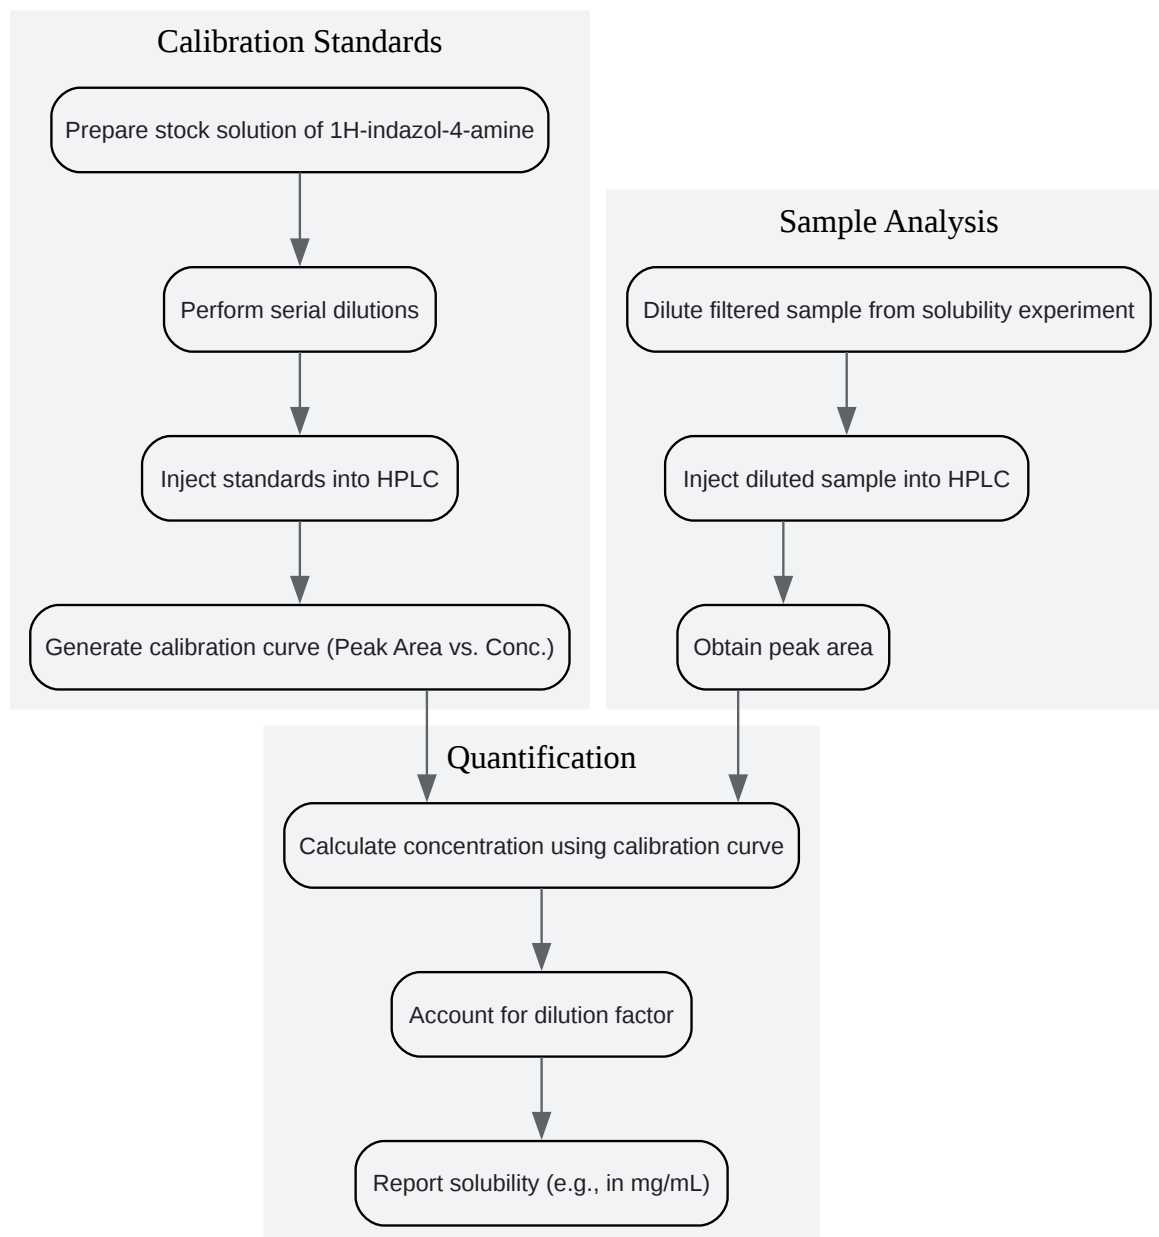 Calibration Standards
Prepare stock solution of 1H-indazol-4-amine
Perform serial dilutions
Inject standards into HPLC
Generate calibration curve (Peak Area vs. Conc.)
Sample Analysis
Dilute filtered sample from solubility experiment
Inject diluted sample into HPLC
Obtain peak area
Quantification
Calculate concentration using calibration curve
Account for dilution factor
Report solubility (e.g., in mg/mL)